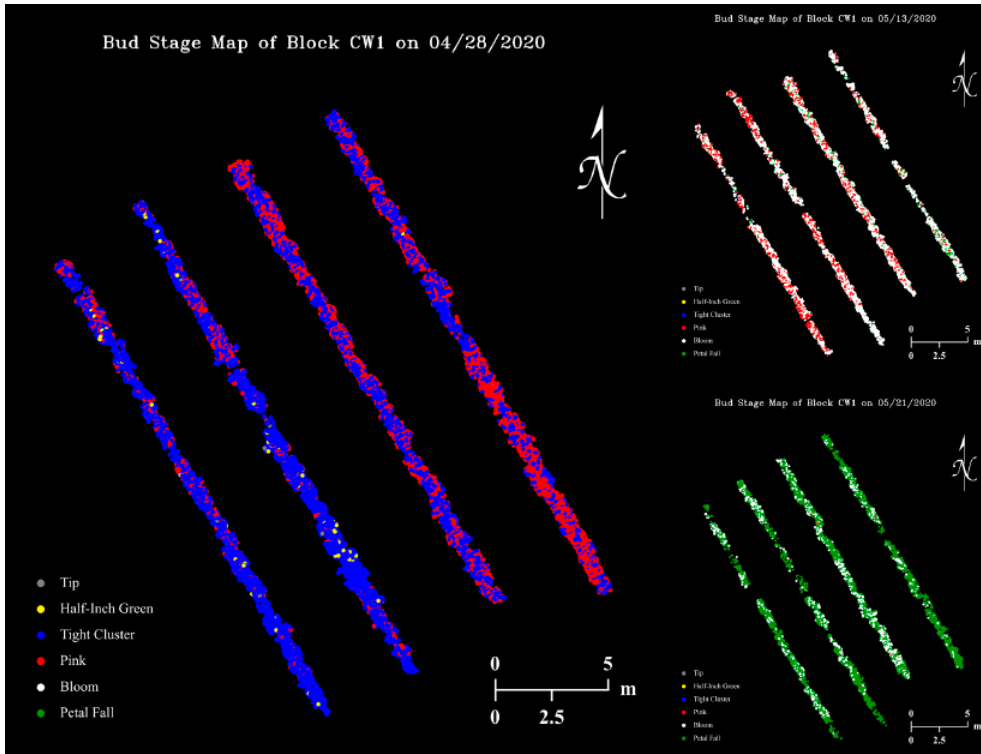 Bud Stage Map of Block CW1 on 04/28/2020
N
Tip
Half-Inch Green
Tight Cluster
Pink
Bloom
Petal Fall
0 5
m
0 2.5
Bud Stage Map of Block CW1 on 05/13/2020
N
Tip
Half-Inch Green
Tight Cluster
Pink
Bloom
Petal Fall
0 5
m
0 2.5
Bud Stage Map of Block CW1 on 05/21/2020
N
Tip
Half-Inch Green
Tight Cluster
Pink
Bloom
Petal Fall
0 5
m
0 2.5